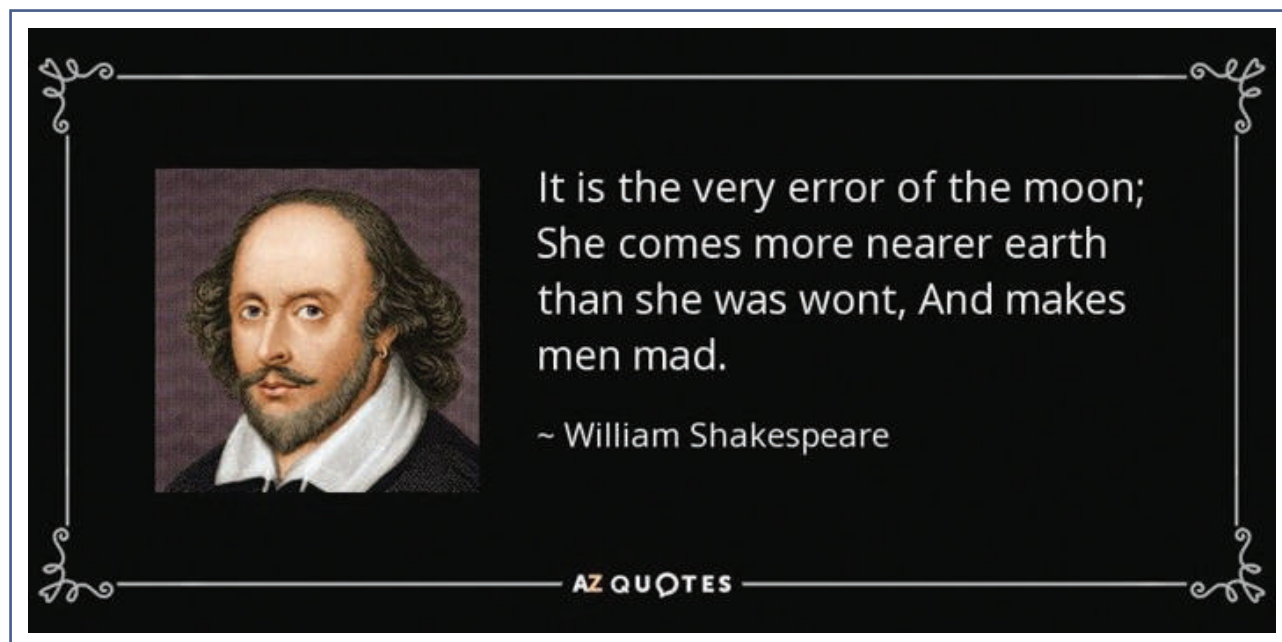 It is the very error of the moon;
She comes more nearer earth
than she was wont, And makes
men mad.
~ William Shakespeare
AZ QUOTES